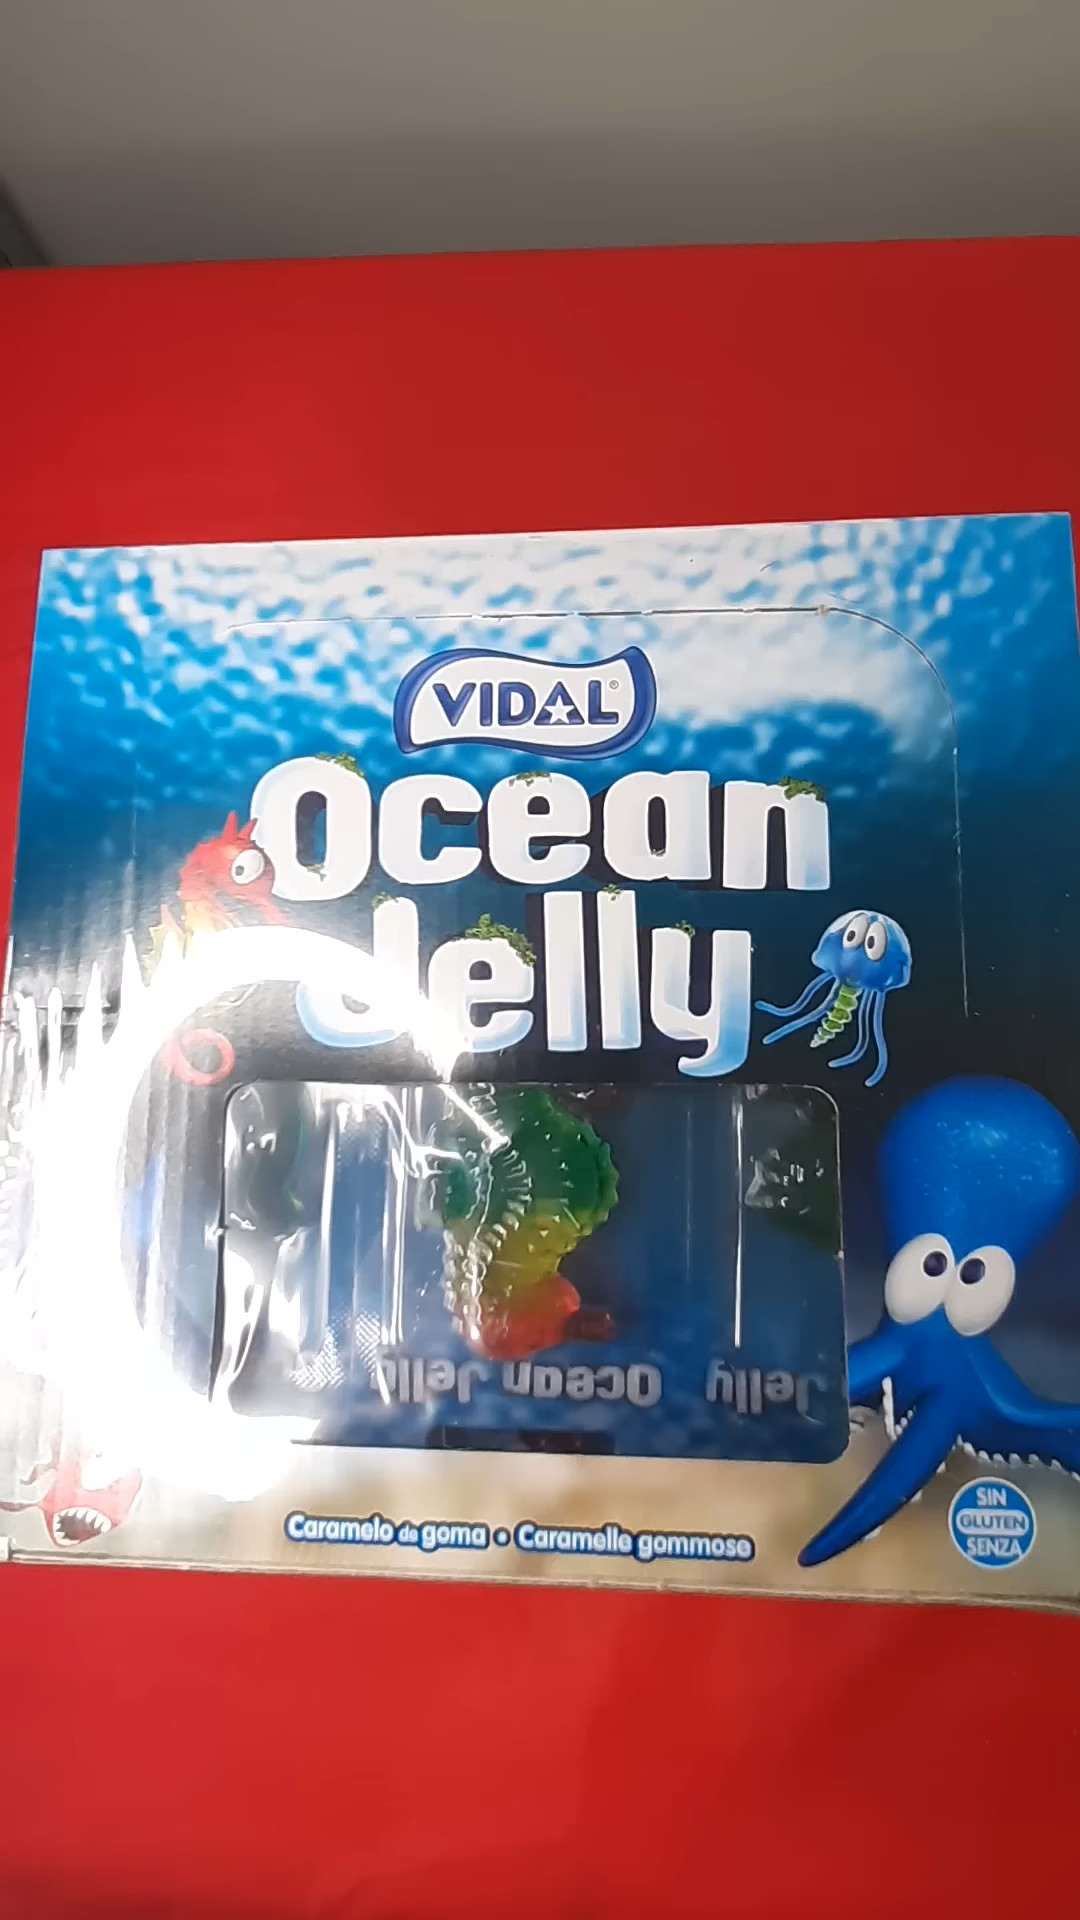 VIDAL®
Ocean
Jelly
Jelly Ocean Jelly
Caramelo de goma • Caramelle gommose
SIN
GLUTEN
SENZA